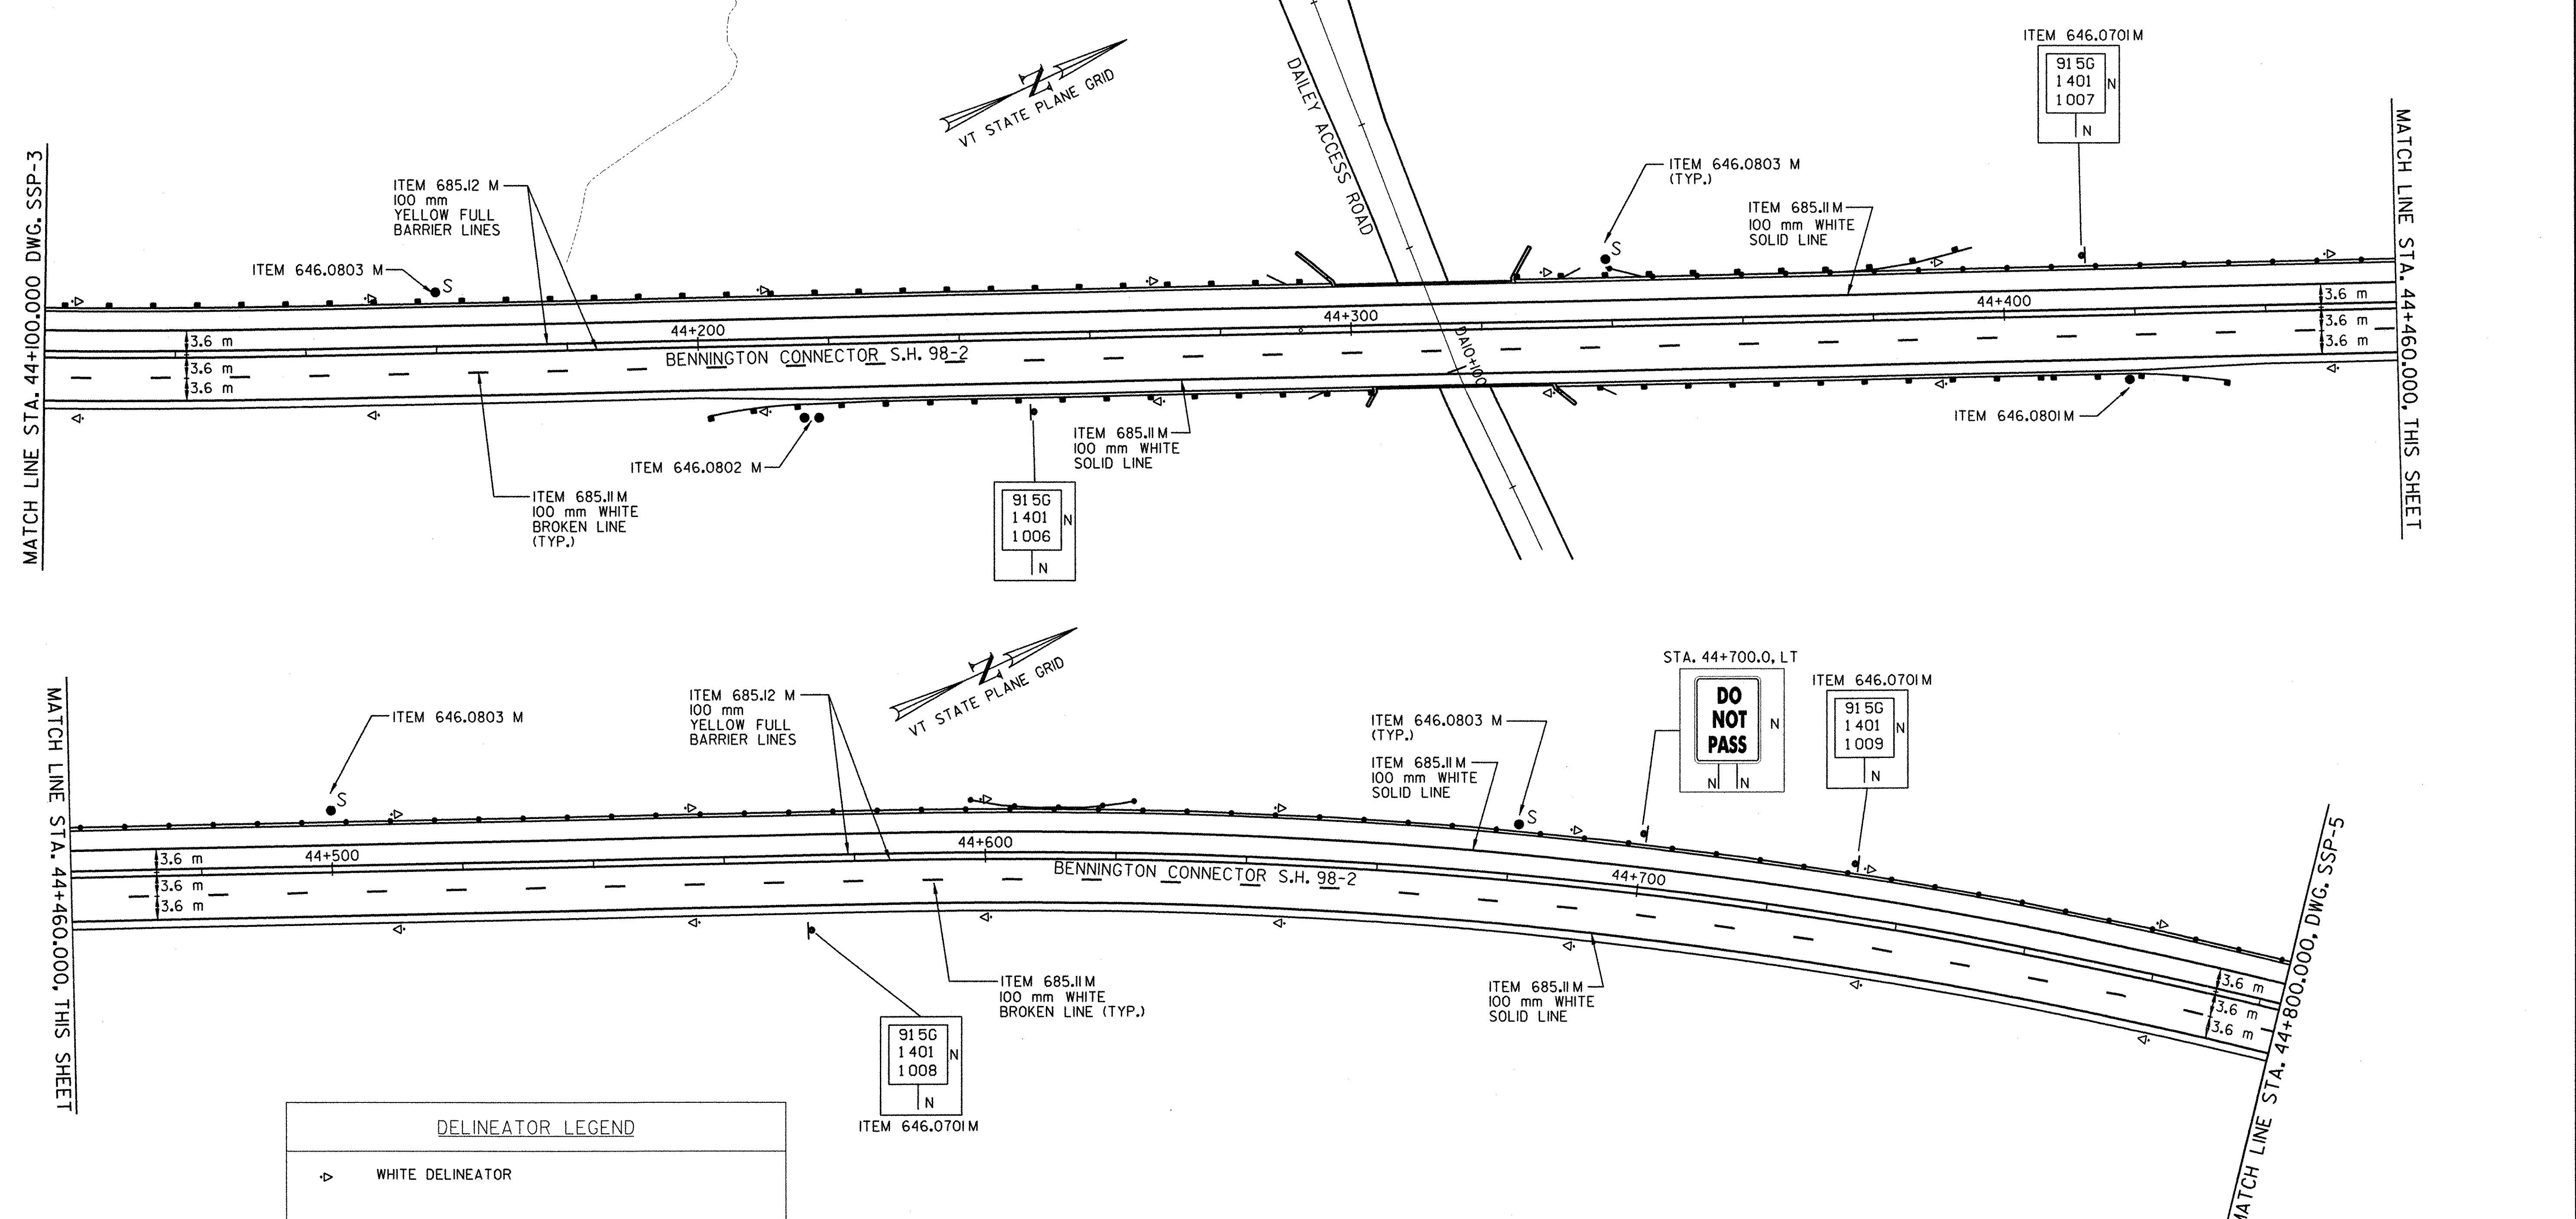 MATCH LINE STA. 44+100.000 DWG. SSP-3
ITEM 685.12 M
100 mm
YELLOW FULL
BARRIER LINES
ITEM 646.0803 M
S
N
VT STATE PLANE GRID
DAILEY ACCESS ROAD
ITEM 646.0803 M
(TYP.)
S
ITEM 685.11 M
100 mm WHITE
SOLID LINE
ITEM 646.0701 M
915G
1401
1007
N
N
MATCH LINE STA. 44+460.000, THIS SHEET
3.6 m
3.6 m
3.6 m
44+200
44+300
44+400
BENNINGTON CONNECTOR S.H. 98-2
DA10+100
3.6 m
3.6 m
3.6 m
ITEM 646.0802 M
ITEM 685.11 M
100 mm WHITE
BROKEN LINE
(TYP.)
915G
1401
1006
N
N
ITEM 685.11 M
100 mm WHITE
SOLID LINE
ITEM 646.0801 M
MATCH LINE STA. 44+460.000, THIS SHEET
ITEM 646.0803 M
S
ITEM 685.12 M
100 mm
YELLOW FULL
BARRIER LINES
N
VT STATE PLANE GRID
ITEM 646.0803 M
(TYP.)
S
ITEM 685.11 M
100 mm WHITE
SOLID LINE
STA. 44+700.0, LT
DO
NOT
PASS
N
N N
ITEM 646.0701 M
915G
1401
1009
N
N
3.6 m
3.6 m
3.6 m
44+500
44+600
44+700
BENNINGTON CONNECTOR S.H. 98-2
3.6 m
3.6 m
3.6 m
MATCH LINE STA. 44+800.000, DWG. SSP-5
ITEM 685.11 M
100 mm WHITE
BROKEN LINE (TYP.)
ITEM 685.11 M
100 mm WHITE
SOLID LINE
915G
1401
1008
N
N
ITEM 646.0701 M
DELINEATOR LEGEND
WHITE DELINEATOR